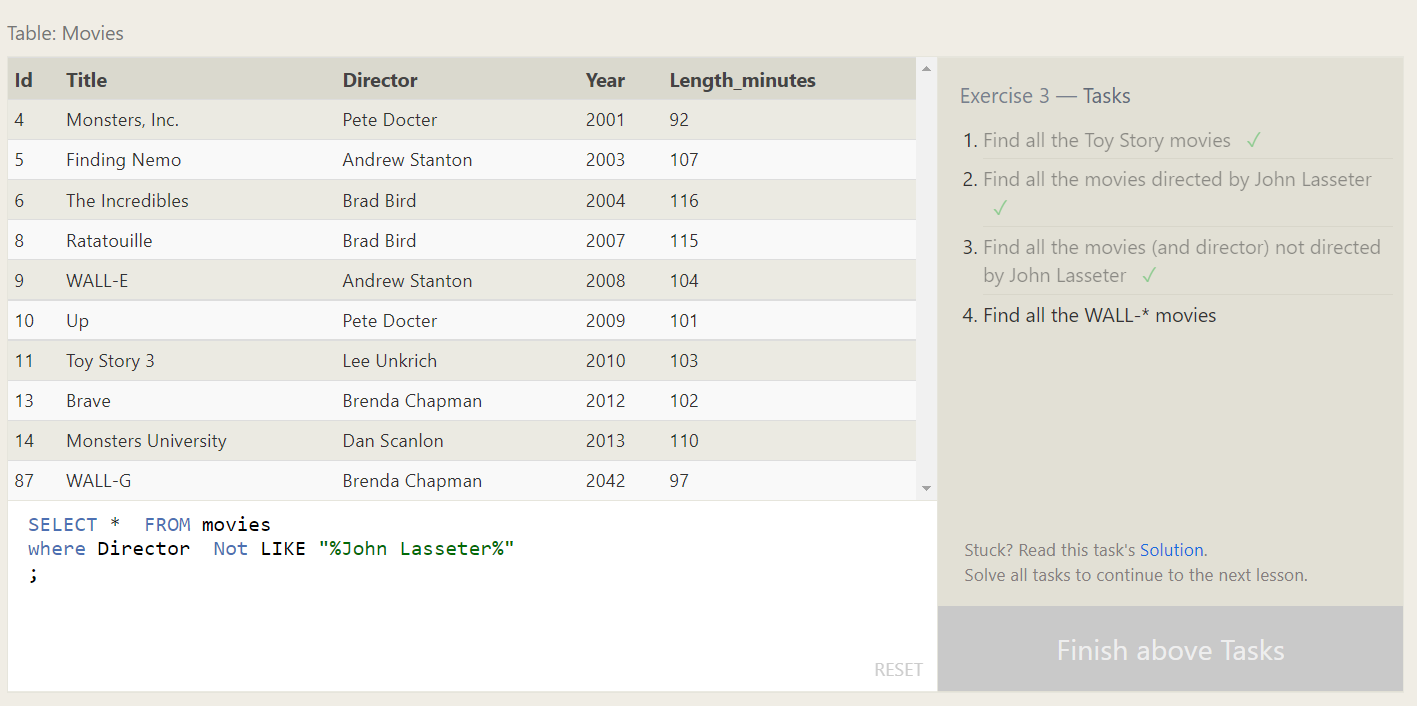 Table: Movies
Id Title Director Year Length_minutes
4 Monsters, Inc. Pete Docter 2001 92
5 Finding Nemo Andrew Stanton 2003 107
6 The Incredibles Brad Bird 2004 116
8 Ratatouille Brad Bird 2007 115
9 WALL-E Andrew Stanton 2008 104
10 Up Pete Docter 2009 101
11 Toy Story 3 Lee Unkrich 2010 103
13 Brave Brenda Chapman 2012 102
14 Monsters University Dan Scanlon 2013 110
87 WALL-G Brenda Chapman 2042 97
SELECT *  FROM movies
where Director  Not LIKE "%John Lasseter%"
;
RESET
Exercise 3 — Tasks
1. Find all the Toy Story movies ✓
2. Find all the movies directed by John Lasseter
✓
3. Find all the movies (and director) not directed
by John Lasseter ✓
4. Find all the WALL-* movies
Stuck? Read this task's Solution.
Solve all tasks to continue to the next lesson.
Finish above Tasks